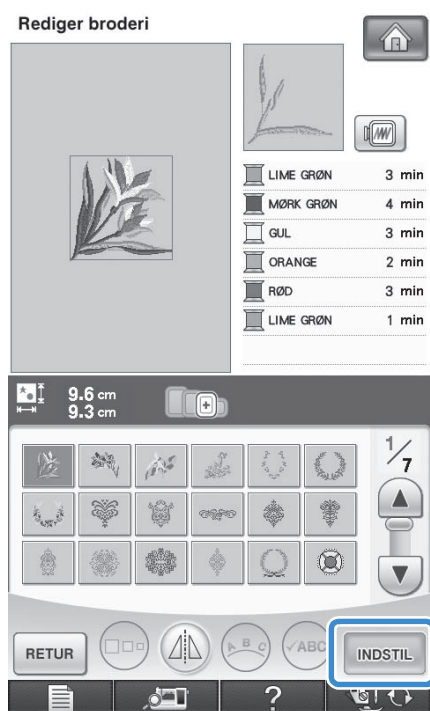 Rediger broderi
LIME GRØN 3 min
MØRK GRØN 4 min
GUL 3 min
ORANGE 2 min
RØD 3 min
LIME GRØN 1 min
9.6 cm
9.3 cm
1/7
RETUR
A B C
✓ABC
INDSTIL
?